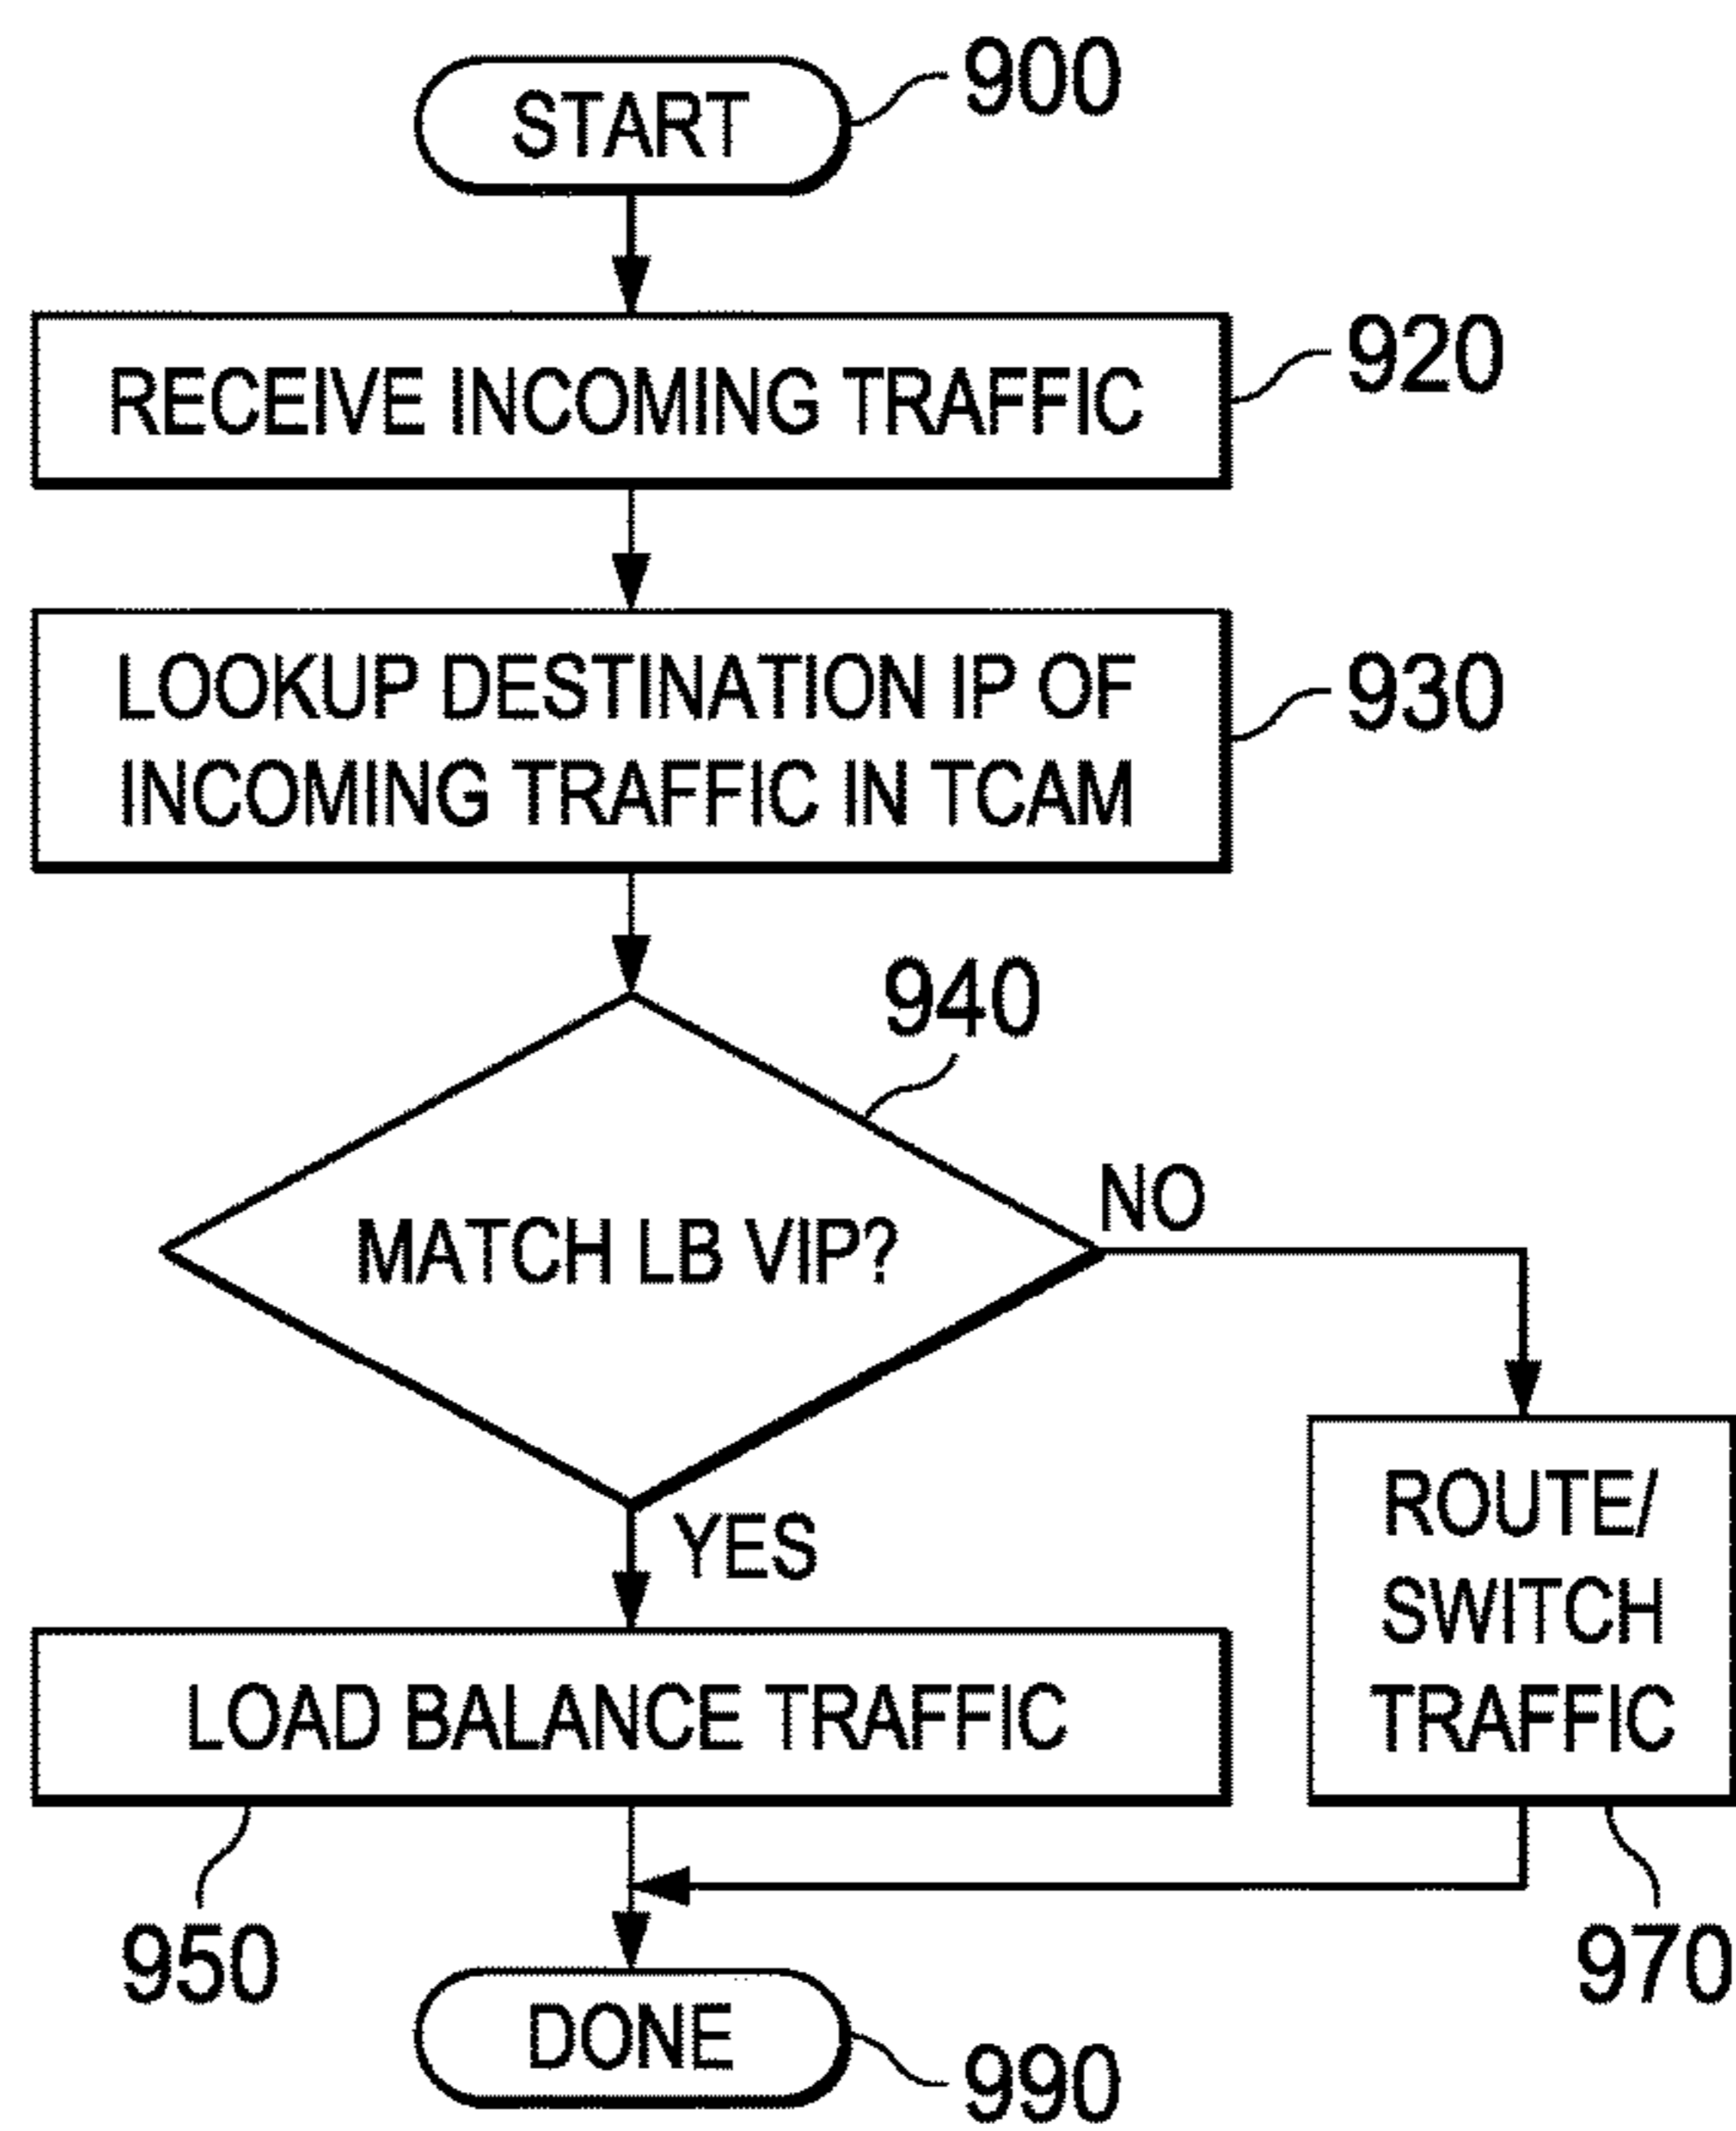 START
900
RECEIVE INCOMING TRAFFIC
920
LOOKUP DESTINATION IP OF
INCOMING TRAFFIC IN TCAM
930
940
MATCH LB VIP?
NO
YES
ROUTE/
SWITCH
TRAFFIC
LOAD BALANCE TRAFFIC
950
970
DONE
990